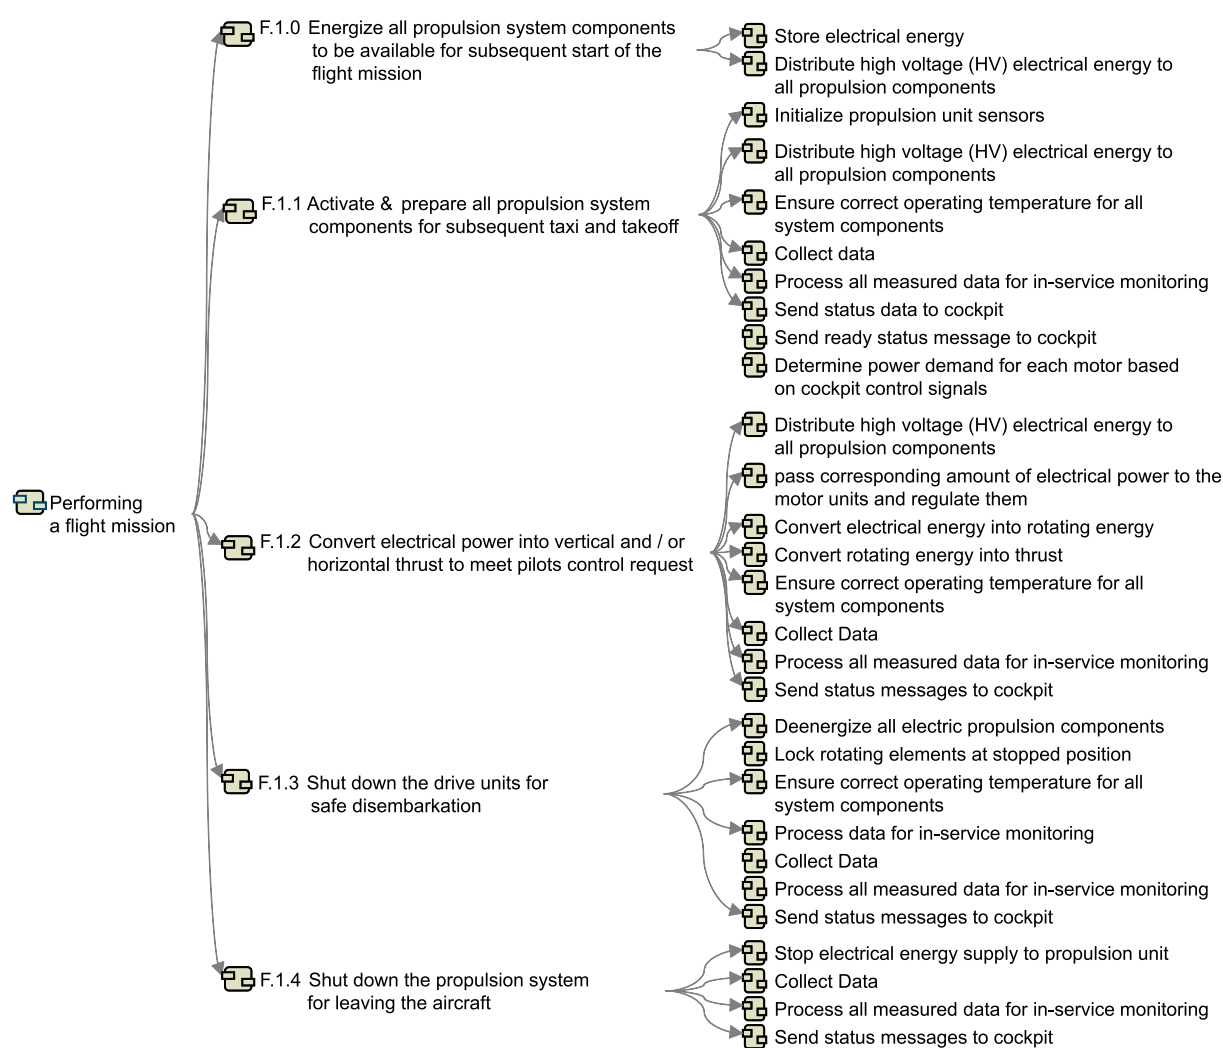 Performing
a flight mission
F.1.0 Energize all propulsion system components
to be available for subsequent start of the
flight mission
Store electrical energy
Distribute high voltage (HV) electrical energy to
all propulsion components
F.1.1 Activate & prepare all propulsion system
components for subsequent taxi and takeoff
Initialize propulsion unit sensors
Distribute high voltage (HV) electrical energy to
all propulsion components
Ensure correct operating temperature for all
system components
Collect data
Process all measured data for in-service monitoring
Send status data to cockpit
Send ready status message to cockpit
Determine power demand for each motor based
on cockpit control signals
F.1.2 Convert electrical power into vertical and / or
horizontal thrust to meet pilots control request
Distribute high voltage (HV) electrical energy to
all propulsion components
pass corresponding amount of electrical power to the
motor units and regulate them
Convert electrical energy into rotating energy
Convert rotating energy into thrust
Ensure correct operating temperature for all
system components
Collect Data
Process all measured data for in-service monitoring
Send status messages to cockpit
F.1.3 Shut down the drive units for
safe disembarkation
Deenergize all electric propulsion components
Lock rotating elements at stopped position
Ensure correct operating temperature for all
system components
Process data for in-service monitoring
Collect Data
Process all measured data for in-service monitoring
Send status messages to cockpit
F.1.4 Shut down the propulsion system
for leaving the aircraft
Stop electrical energy supply to propulsion unit
Collect Data
Process all measured data for in-service monitoring
Send status messages to cockpit